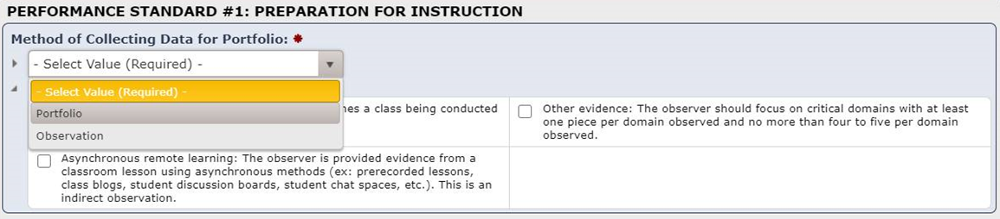 PERFORMANCE STANDARD #1: PREPARATION FOR INSTRUCTION
Method of Collecting Data for Portfolio: *
- Select Value (Required) -
- Select Value (Required) -
Portfolio
Observation
nes a class being conducted
Other evidence: The observer should focus on critical domains with at least
one piece per domain observed and no more than four to five per domain
observed.
Asynchronous remote learning: The observer is provided evidence from a
classroom lesson using asynchronous methods (ex: prerecorded lessons,
class blogs, student discussion boards, student chat spaces, etc.). This is an
indirect observation.